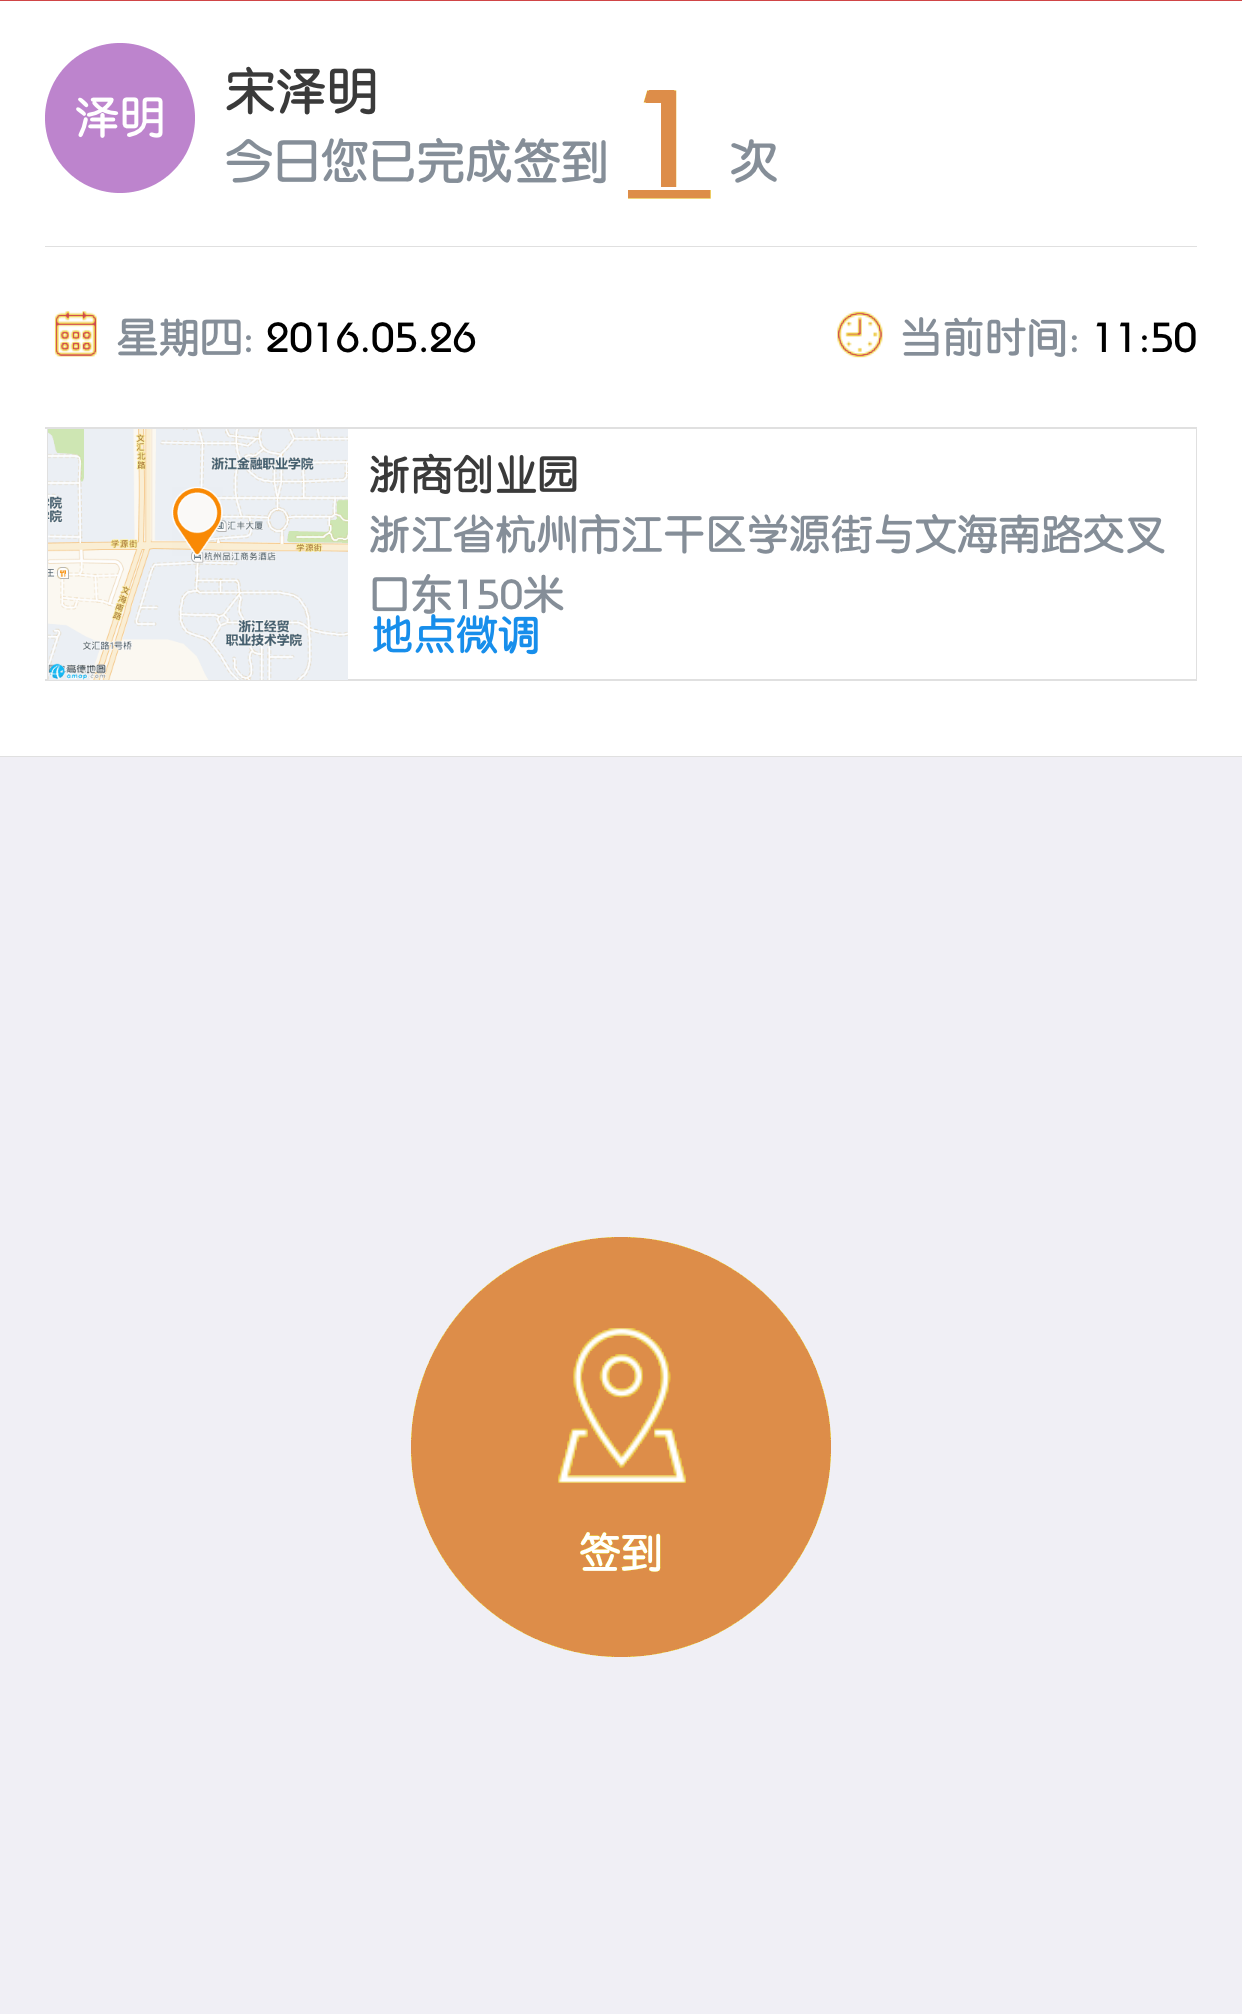 泽明
宋泽明
今日您已完成签到 1 次
星期四: 2016.05.26
当前时间: 11:50
浙商创业园
浙江省杭州市江干区学源街与文海南路交叉
口东150米
地点微调
文汇北路
浙江金融职业学院
院
院
汇丰大厦
学源街
学源街
杭州品江商务酒店
王
文海南路
浙江经贸
职业技术学院
文汇路1号桥
高德地图
amap.com
签到